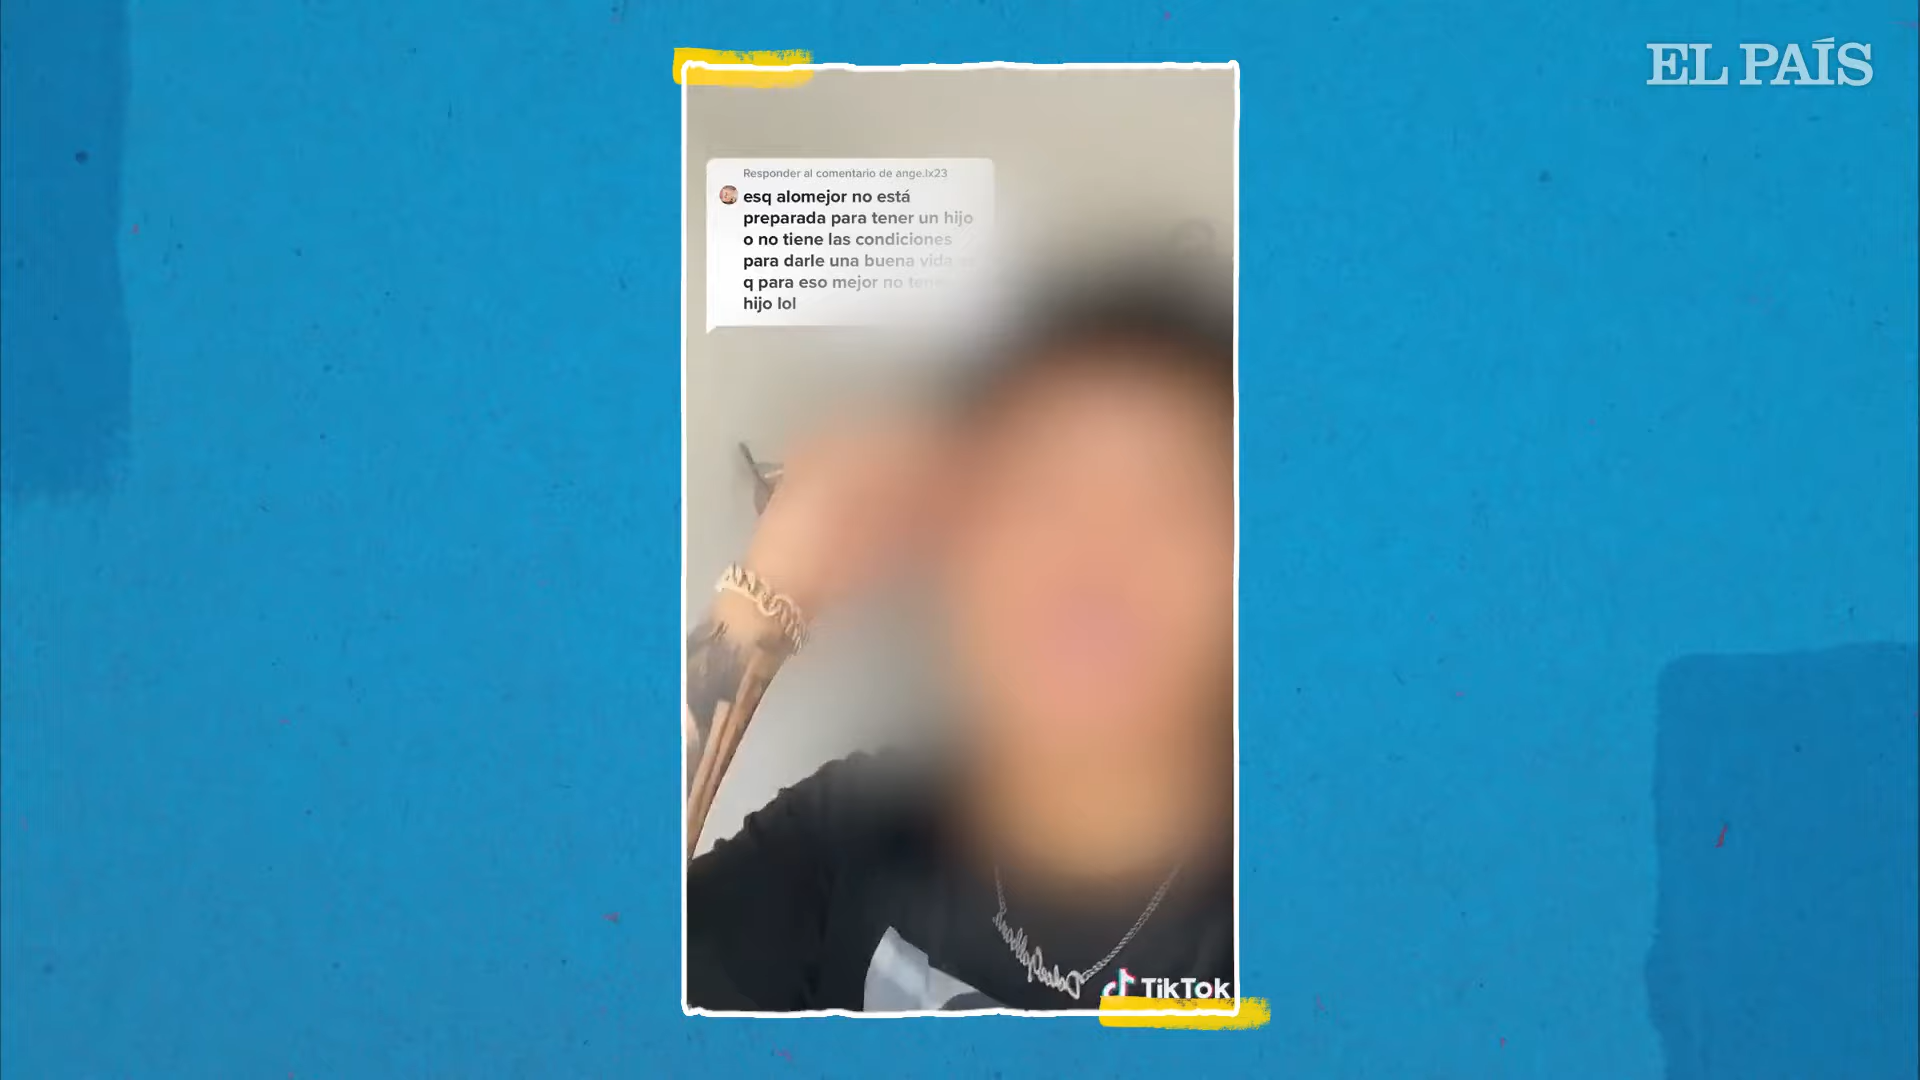 EL PAÍS
Responder al comentario de ange.lx23
esq alomejor no está
preparada para tener un hijo
o no tiene las condiciones
para darle una buena vida
q para eso mejor no
hijo lol
TikTok